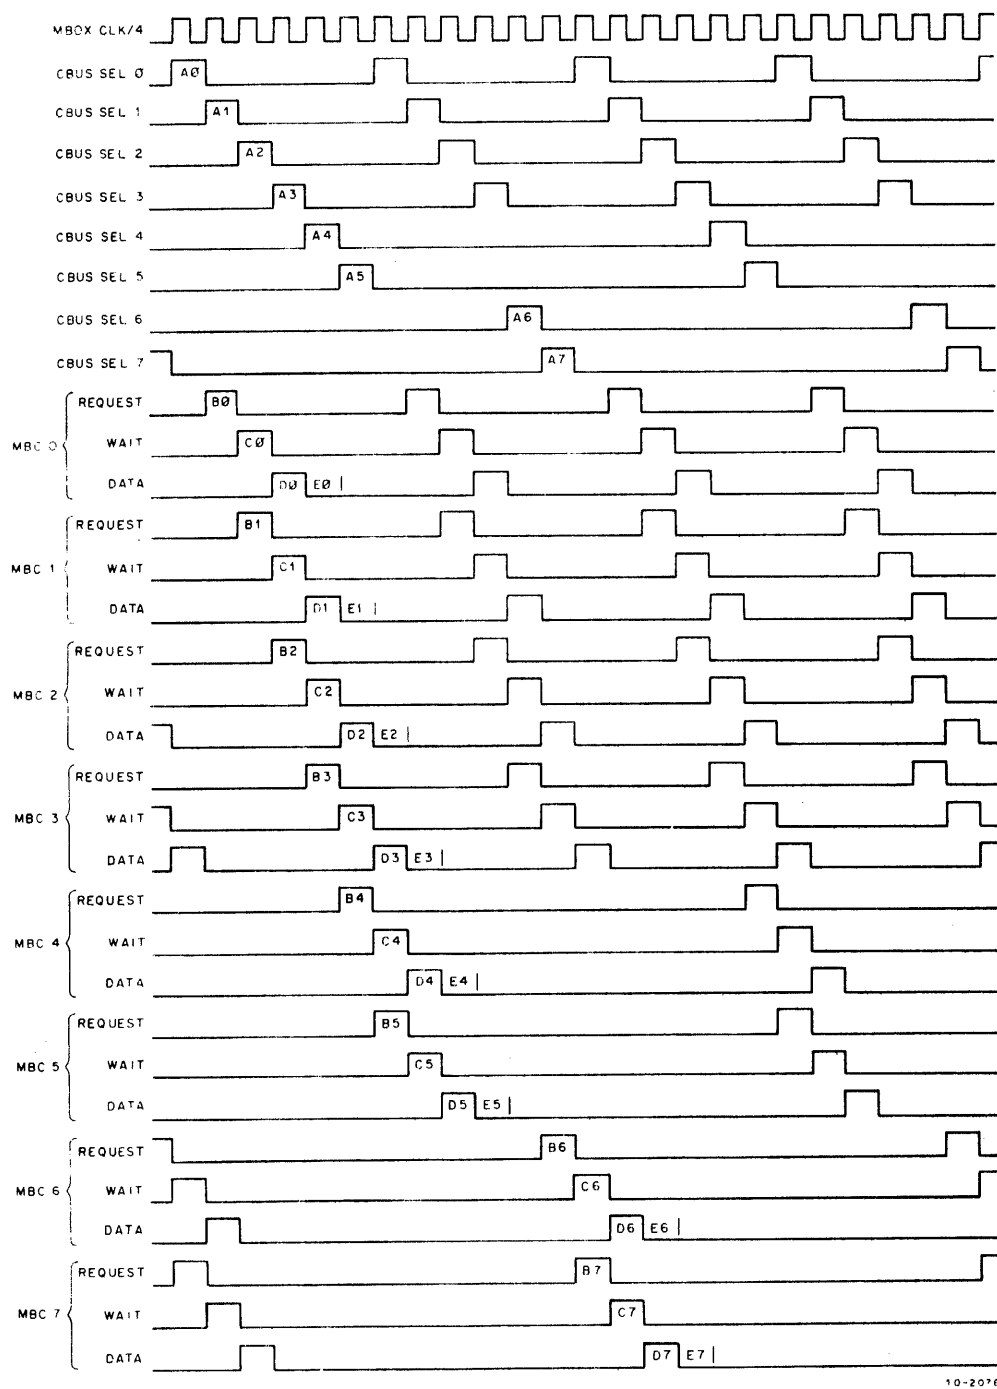 MBOX CLK/4
CBUS SEL Ø AØ
CBUS SEL 1 A1
CBUS SEL 2 A2
CBUS SEL 3 A3
CBUS SEL 4 A4
CBUS SEL 5 A5
CBUS SEL 6 A6
CBUS SEL 7 A7
REQUEST BØ
MBC 0 WAIT CØ
DATA DØ EØ
REQUEST B1
MBC 1 WAIT C1
DATA D1 E1
REQUEST B2
MBC 2 WAIT C2
DATA D2 E2
REQUEST B3
MBC 3 WAIT C3
DATA D3 E3
REQUEST B4
MBC 4 WAIT C4
DATA D4 E4
REQUEST B5
MBC 5 WAIT C5
DATA D5 E5
REQUEST B6
MBC 6 WAIT C6
DATA D6 E6
REQUEST B7
MBC 7 WAIT C7
DATA D7 E7
10-2076